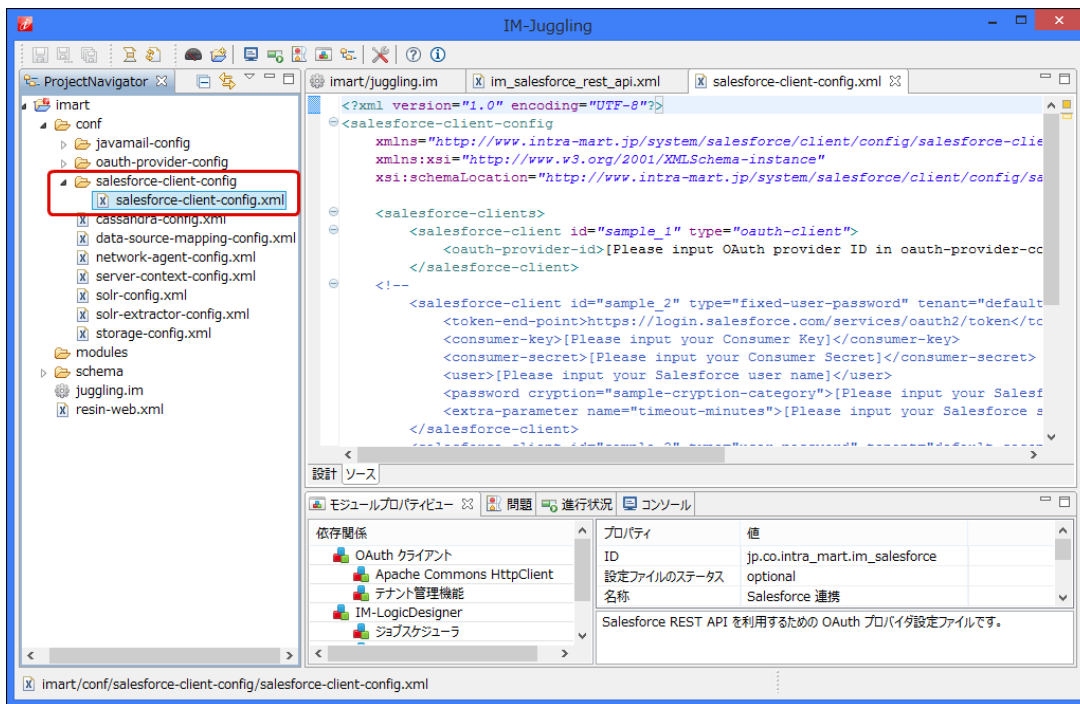 IM-Juggling
ProjectNavigator
imart
conf
javamail-config
oauth-provider-config
salesforce-client-config
salesforce-client-config.xml
cassandra-config.xml
data-source-mapping-config.xml
network-agent-config.xml
server-context-config.xml
solr-config.xml
solr-extractor-config.xml
storage-config.xml
modules
schema
juggling.im
resin-web.xml
imart/juggling.im
im_salesforce_rest_api.xml
salesforce-client-config.xml
<?xml version="1.0" encoding="UTF-8"?>
<salesforce-client-config
xmlns="http://www.intra-mart.jp/system/salesforce/client/config/salesforce-clie
xmlns:xsi="http://www.w3.org/2001/XMLSchema-instance"
xsi:schemaLocation="http://www.intra-mart.jp/system/salesforce/client/config/sa
<salesforce-clients>
<salesforce-client id="sample_1" type="oauth-client">
<oauth-provider-id>[Please input OAuth provider ID in oauth-provider-co
</salesforce-client>
<!--
<salesforce-client id="sample_2" type="fixed-user-password" tenant="default
<token-end-point>https://login.salesforce.com/services/oauth2/token</to
<consumer-key>[Please input your Consumer Key]</consumer-key>
<consumer-secret>[Please input your Consumer Secret]</consumer-secret>
<user>[Please input your Salesforce user name]</user>
<password cryption="sample-cryption-category">[Please input your Salesf
<extra-parameter name="timeout-minutes">[Please input your Salesforce s
</salesforce-client>
設計
ソース
モジュールプロパティビュー
問題
進行状況
コンソール
依存関係
OAuth クライアント
Apache Commons HttpClient
テナント管理機能
IM-LogicDesigner
ジョブスケジューラ
プロパティ 値
ID jp.co.intra_mart.im_salesforce
設定ファイルのステータス optional
名称 Salesforce 連携
Salesforce REST API を利用するための OAuth プロバイダ設定ファイルです。
imart/conf/salesforce-client-config/salesforce-client-config.xml